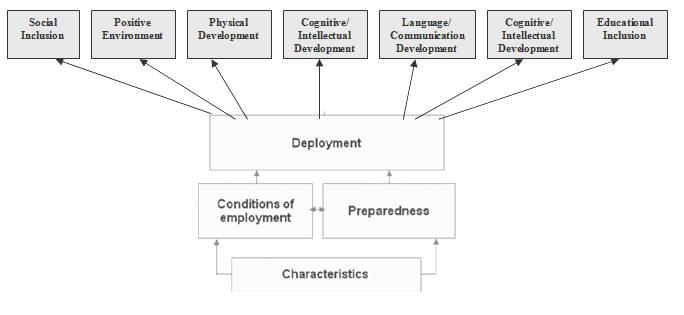 Social
Inclusion
Positive
Environment
Physical
Development
Cognitive/
Intellectual
Development
Language/
Communication
Development
Cognitive/
Intellectual
Development
Educational
Inclusion
Deployment
Conditions of
employment
Preparedness
Characteristics